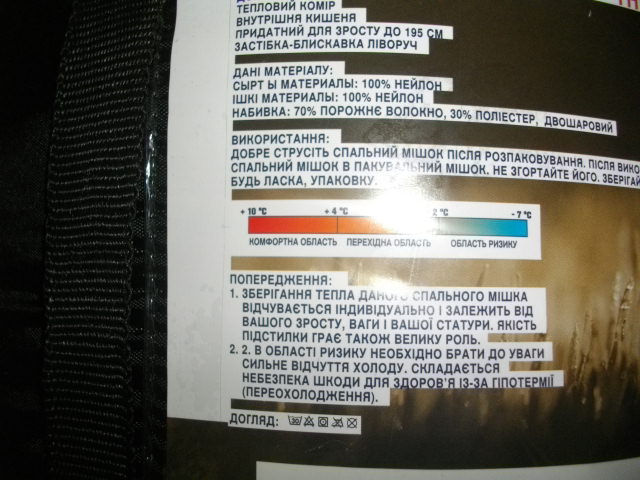 ТЕПЛОВИЙ КОМІР
ВНУТРІШНЯ КИШЕНЯ
ПРИДАТНИЙ ДЛЯ ЗРОСТУ ДО 195 СМ
ЗАСТІБКА-БЛИСКАВКА ЛІВОРУЧ
ДАНІ МАТЕРІАЛУ:
СЫРТ Ы МАТЕРИАЛЫ: 100% НЕЙЛОН
ІШКІ МАТЕРИАЛЫ: 100% НЕЙЛОН
НАБИВКА: 70% ПОРОЖНЄ ВОЛОКНО, 30% ПОЛІЕСТЕР, ДВОШАРОВИЙ
ВИКОРИСТАННЯ:
ДОБРЕ СТРУСІТЬ СПАЛЬНИЙ МІШОК ПІСЛЯ РОЗПАКОВУВАННЯ. ПІСЛЯ ВИКО
СПАЛЬНИЙ МІШОК В ПАКУВАЛЬНИЙ МІШОК. НЕ ЗГОРТАЙТЕ ЙОГО. ЗБЕРІГАЙ
БУДЬ ЛАСКА, УПАКОВКУ.
+ 10 °C + 4 °C 2 °C - 7 °C
КОМФОРТНА ОБЛАСТЬ ПЕРЕХІДНА ОБЛАСТЬ ОБЛАСТЬ РИЗИКУ
ПОПЕРЕДЖЕННЯ:
1. ЗБЕРІГАННЯ ТЕПЛА ДАНОГО СПАЛЬНОГО МІШКА
ВІДЧУВАЄТЬСЯ ІНДИВІДУАЛЬНО І ЗАЛЕЖИТЬ ВІД
ВАШОГО ЗРОСТУ, ВАГИ І ВАШОЇ СТАТУРИ. ЯКІСТЬ
ПІДСТИЛКИ ГРАЄ ТАКОЖ ВЕЛИКУ РОЛЬ.
2. 2. В ОБЛАСТІ РИЗИКУ НЕОБХІДНО БРАТИ ДО УВАГИ
СИЛЬНЕ ВІДЧУТТЯ ХОЛОДУ. СКЛАДАЄТЬСЯ
НЕБЕЗПЕКА ШКОДИ ДЛЯ ЗДОРОВ'Я ІЗ-ЗА ГІПОТЕРМІЇ
(ПЕРЕОХОЛОДЖЕННЯ).
ДОГЛЯД: